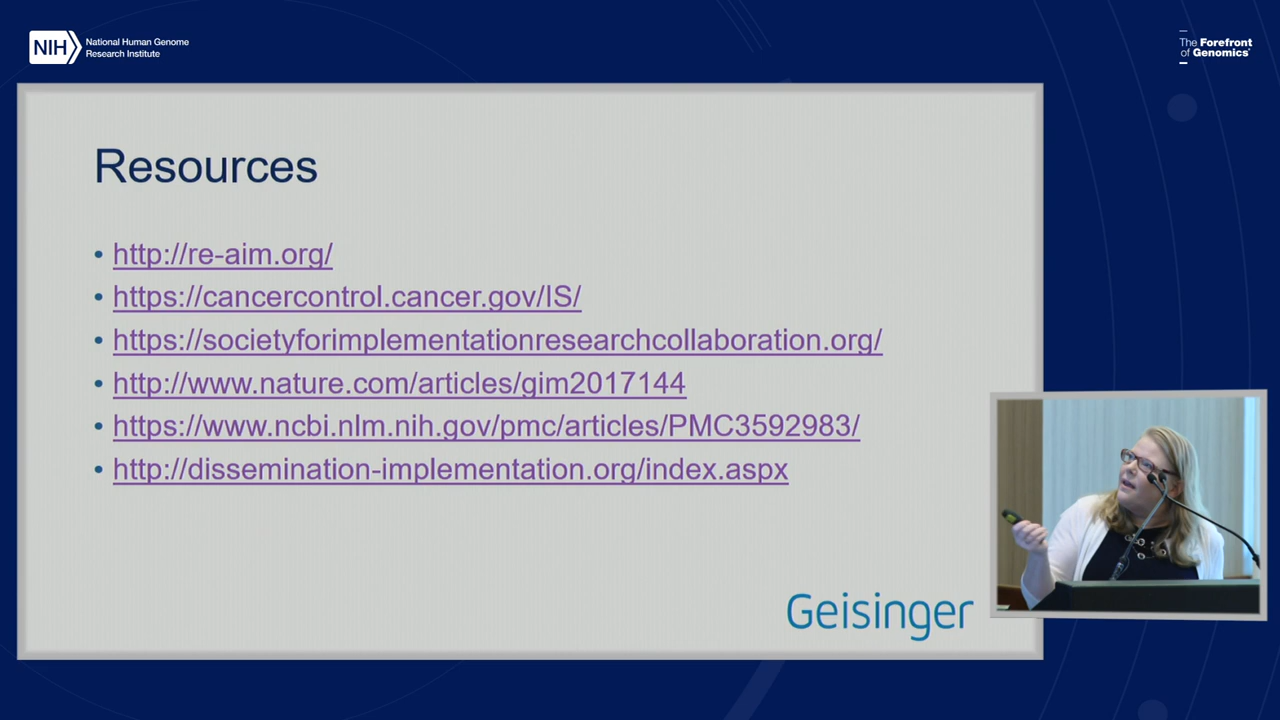 NIH
National Human Genome
Research Institute
The Forefront
of Genomics®
Resources
• http://re-aim.org/
• https://cancercontrol.cancer.gov/IS/
• https://societyforimplementationresearchcollaboration.org/
• http://www.nature.com/articles/gim2017144
• https://www.ncbi.nlm.nih.gov/pmc/articles/PMC3592983/
• http://dissemination-implementation.org/index.aspx
Geisinger